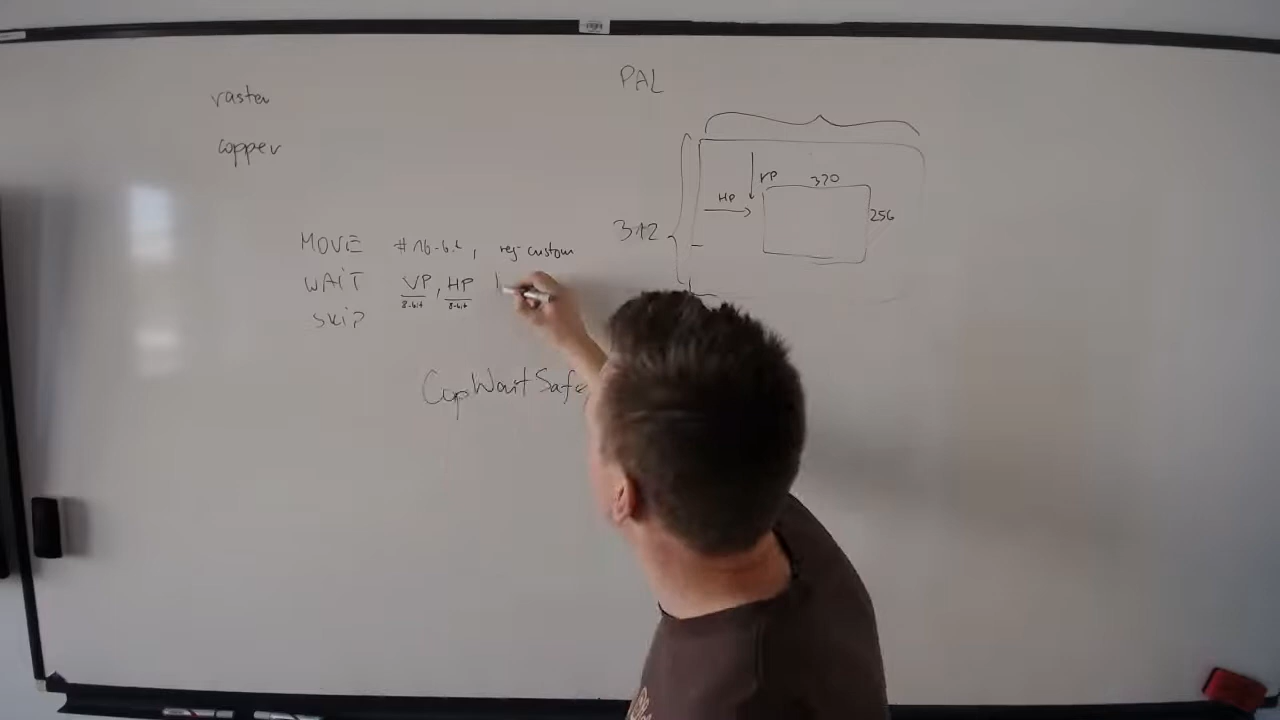 PAL
raster
copper
VP
320
HP
256
312
MOVE #16-bit, rej custom
WAIT VP, HP
8-bit 8-bit
SKIP
CopWaitSafe